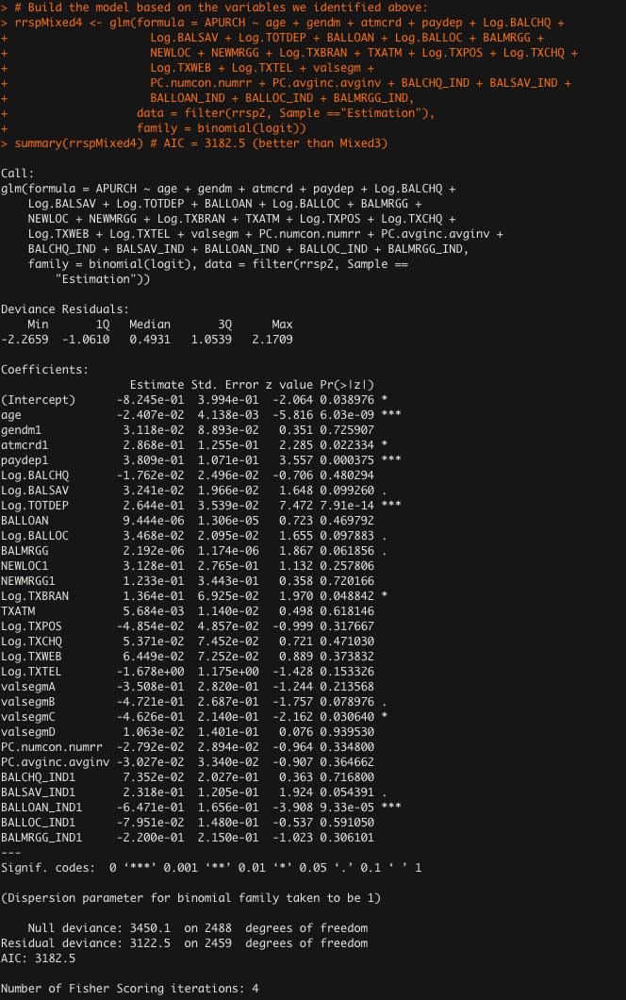 > # Build the model based on the variables we identified above:
> rrspMixed4 <- glm(formula = APURCH ~ age + gendm + atmcrd + paydep + Log.BALCHQ +
+                     Log.BALSAV + Log.TOTDEP + BALLOAN + Log.BALLOC + BALMRGG +
+                     NEWLOC + NEWMRGG + Log.TXBRAN + TXATM + Log.TXPOS + Log.TXCHQ +
+                     Log.TXWEB + Log.TXTEL + valsegm +
+                     PC.numcon.numrr + PC.avginc.avginv + BALCHQ_IND + BALSAV_IND +
+                     BALLOAN_IND + BALLOC_IND + BALMRGG_IND,
+                   data = filter(rrsp2, Sample =="Estimation"),
+                   family = binomial(logit))
> summary(rrspMixed4) # AIC = 3182.5 (better than Mixed3)

Call:
glm(formula = APURCH ~ age + gendm + atmcrd + paydep + Log.BALCHQ +
    Log.BALSAV + Log.TOTDEP + BALLOAN + Log.BALLOC + BALMRGG +
    NEWLOC + NEWMRGG + Log.TXBRAN + TXATM + Log.TXPOS + Log.TXCHQ +
    Log.TXWEB + Log.TXTEL + valsegm + PC.numcon.numrr + PC.avginc.avginv +
    BALCHQ_IND + BALSAV_IND + BALLOAN_IND + BALLOC_IND + BALMRGG_IND,
    family = binomial(logit), data = filter(rrsp2, Sample ==
        "Estimation"))

Deviance Residuals:
    Min       1Q   Median       3Q      Max
-2.2659  -1.0610   0.4931   1.0539   2.1709

Coefficients:
                   Estimate Std. Error z value Pr(>|z|)
(Intercept)      -8.245e-01  3.994e-01  -2.064 0.038976 *
age              -2.407e-02  4.138e-03  -5.816 6.03e-09 ***
gendm1            3.118e-02  8.893e-02   0.351 0.725907
atmcrd1           2.868e-01  1.255e-01   2.285 0.022334 *
paydep1           3.809e-01  1.071e-01   3.557 0.000375 ***
Log.BALCHQ       -1.762e-02  2.496e-02  -0.706 0.480294
Log.BALSAV        3.241e-02  1.966e-02   1.648 0.099260 .
Log.TOTDEP        2.644e-01  3.539e-02   7.472 7.91e-14 ***
BALLOAN           9.444e-06  1.306e-05   0.723 0.469792
Log.BALLOC        3.468e-02  2.095e-02   1.655 0.097883 .
BALMRGG           2.192e-06  1.174e-06   1.867 0.061856 .
NEWLOC1           3.128e-01  2.765e-01   1.132 0.257806
NEWMRGG1          1.233e-01  3.443e-01   0.358 0.720166
Log.TXBRAN        1.364e-01  6.925e-02   1.970 0.048842 *
TXATM             5.684e-03  1.140e-02   0.498 0.618146
Log.TXPOS        -4.854e-02  4.857e-02  -0.999 0.317667
Log.TXCHQ         5.371e-02  7.452e-02   0.721 0.471030
Log.TXWEB         6.449e-02  7.252e-02   0.889 0.373832
Log.TXTEL        -1.678e+00  1.175e+00  -1.428 0.153326
valsegmA         -3.508e-01  2.820e-01  -1.244 0.213568
valsegmB         -4.721e-01  2.687e-01  -1.757 0.078976 .
valsegmC         -4.626e-01  2.140e-01  -2.162 0.030640 *
valsegmD          1.063e-02  1.401e-01   0.076 0.939530
PC.numcon.numrr  -2.792e-02  2.894e-02  -0.964 0.334800
PC.avginc.avginv -3.027e-02  3.340e-02  -0.907 0.364662
BALCHQ_IND1       7.352e-02  2.027e-01   0.363 0.716800
BALSAV_IND1       2.318e-01  1.205e-01   1.924 0.054391 .
BALLOAN_IND1     -6.471e-01  1.656e-01  -3.908 9.33e-05 ***
BALLOC_IND1      -7.951e-02  1.480e-01  -0.537 0.591050
BALMRGG_IND1     -2.200e-01  2.150e-01  -1.023 0.306101
---
Signif. codes:  0 ‘***’ 0.001 ‘**’ 0.01 ‘*’ 0.05 ‘.’ 0.1 ‘ ’ 1

(Dispersion parameter for binomial family taken to be 1)

    Null deviance: 3450.1  on 2488  degrees of freedom
Residual deviance: 3122.5  on 2459  degrees of freedom
AIC: 3182.5

Number of Fisher Scoring iterations: 4